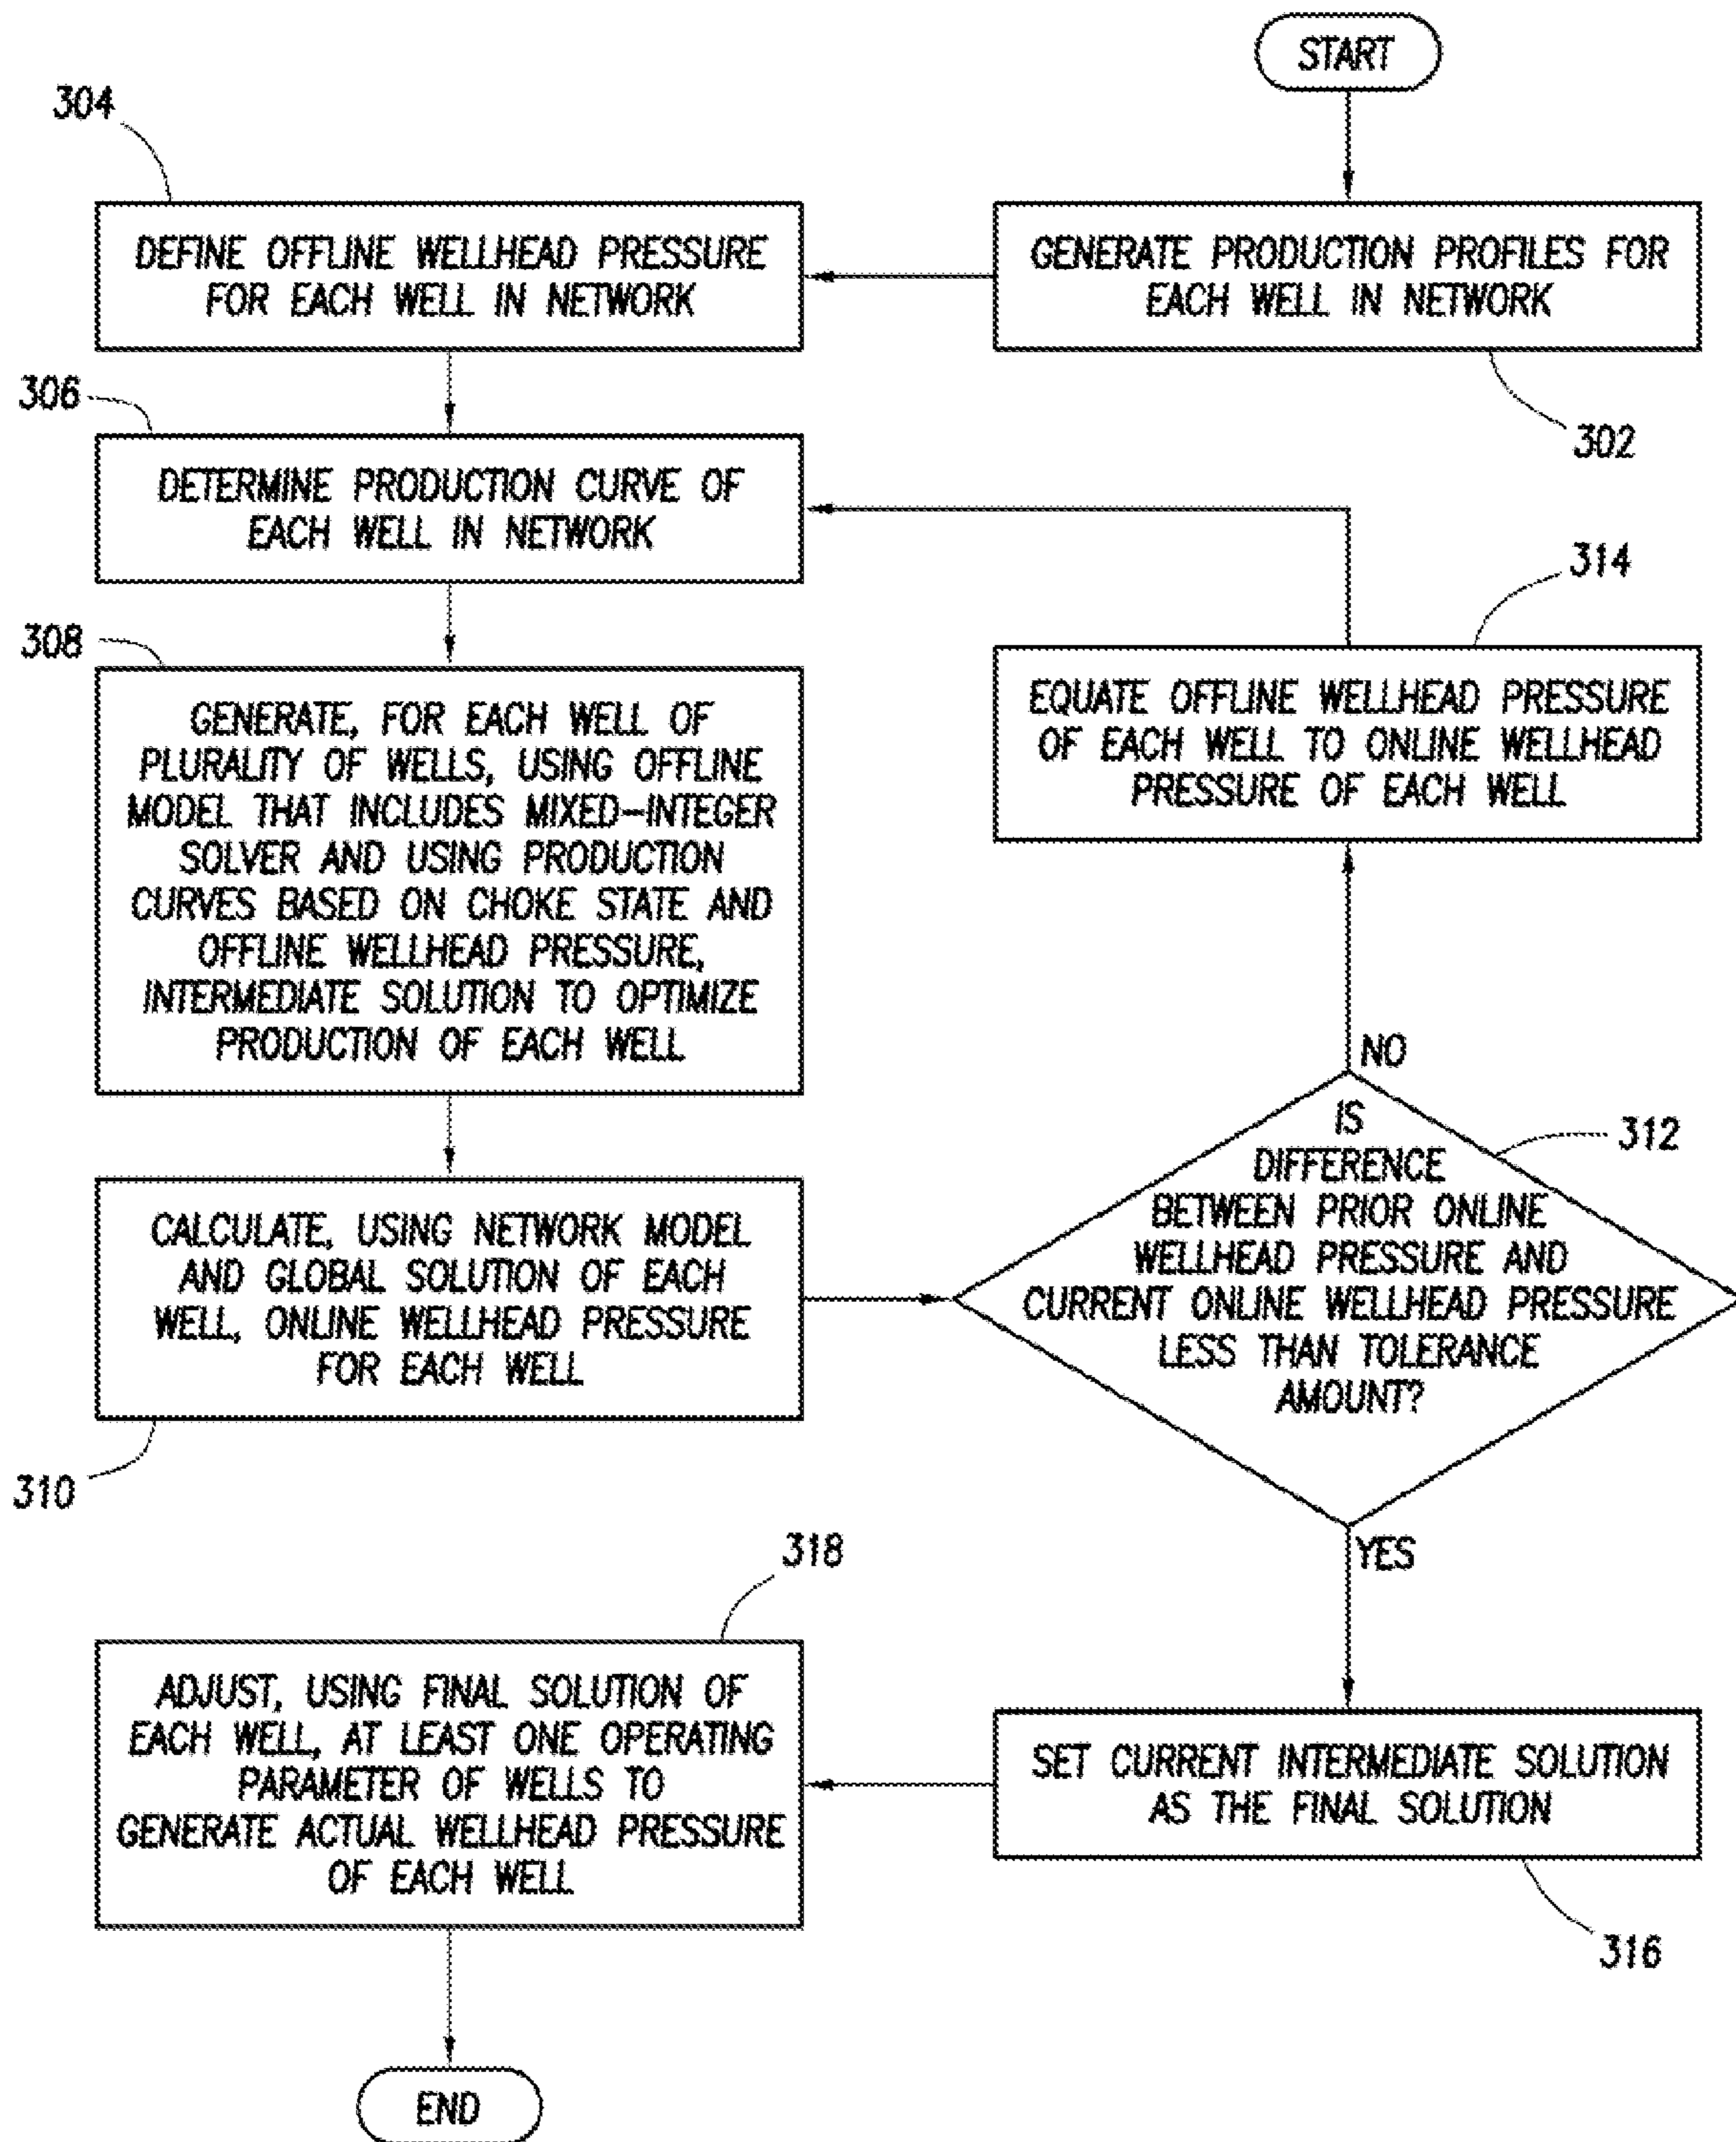 START
304
DEFINE OFFLINE WELLHEAD PRESSURE
FOR EACH WELL IN NETWORK
GENERATE PRODUCTION PROFILES FOR
EACH WELL IN NETWORK
302
306
DETERMINE PRODUCTION CURVE OF
EACH WELL IN NETWORK
308
GENERATE, FOR EACH WELL OF
PLURALITY OF WELLS, USING OFFLINE
MODEL THAT INCLUDES MIXED-INTEGER
SOLVER AND USING PRODUCTION
CURVES BASED ON CHOKE STATE AND
OFFLINE WELLHEAD PRESSURE,
INTERMEDIATE SOLUTION TO OPTIMIZE
PRODUCTION OF EACH WELL
314
EQUATE OFFLINE WELLHEAD PRESSURE
OF EACH WELL TO ONLINE WELLHEAD
PRESSURE OF EACH WELL
NO
CALCULATE, USING NETWORK MODEL
AND GLOBAL SOLUTION OF EACH
WELL, ONLINE WELLHEAD PRESSURE
FOR EACH WELL
310
312
IS
DIFFERENCE
BETWEEN PRIOR ONLINE
WELLHEAD PRESSURE AND
CURRENT ONLINE WELLHEAD PRESSURE
LESS THAN TOLERANCE
AMOUNT?
YES
318
ADJUST, USING FINAL SOLUTION OF
EACH WELL, AT LEAST ONE OPERATING
PARAMETER OF WELLS TO
GENERATE ACTUAL WELLHEAD PRESSURE
OF EACH WELL
SET CURRENT INTERMEDIATE SOLUTION
AS THE FINAL SOLUTION
316
END